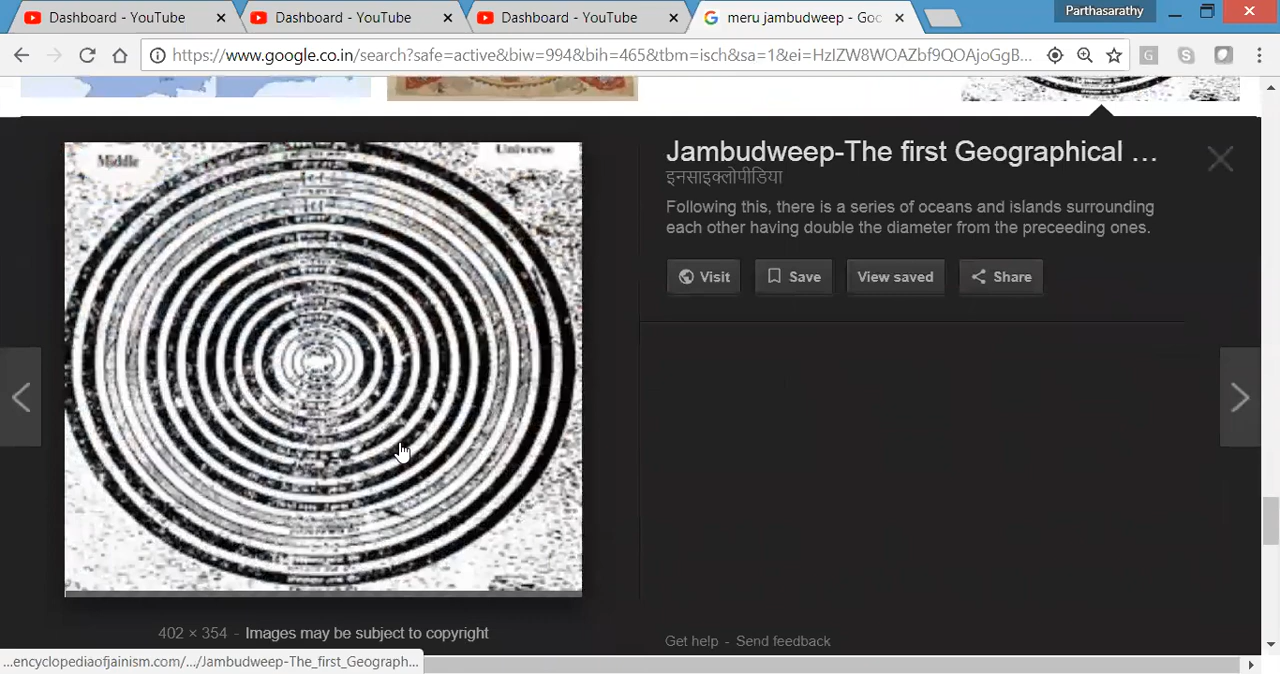 Dashboard - YouTube
Dashboard - YouTube
Dashboard - YouTube
meru jambudweep - Goo
Parthasarathy
https://www.google.co.in/search?safe=active&biw=994&bih=465&tbm=isch&sa=1&ei=HzIZW8WOAZbf9QOAjoGgB...
Middle
Universe
Jambudweep-The first Geographical ...
इनसाइक्लोपीडिया
Following this, there is a series of oceans and islands surrounding
each other having double the diameter from the preceeding ones.
Visit
Save
View saved
Share
402 × 354 - Images may be subject to copyright
Get help - Send feedback
...encyclopediaofjainism.com/.../Jambudweep-The_first_Geograph...